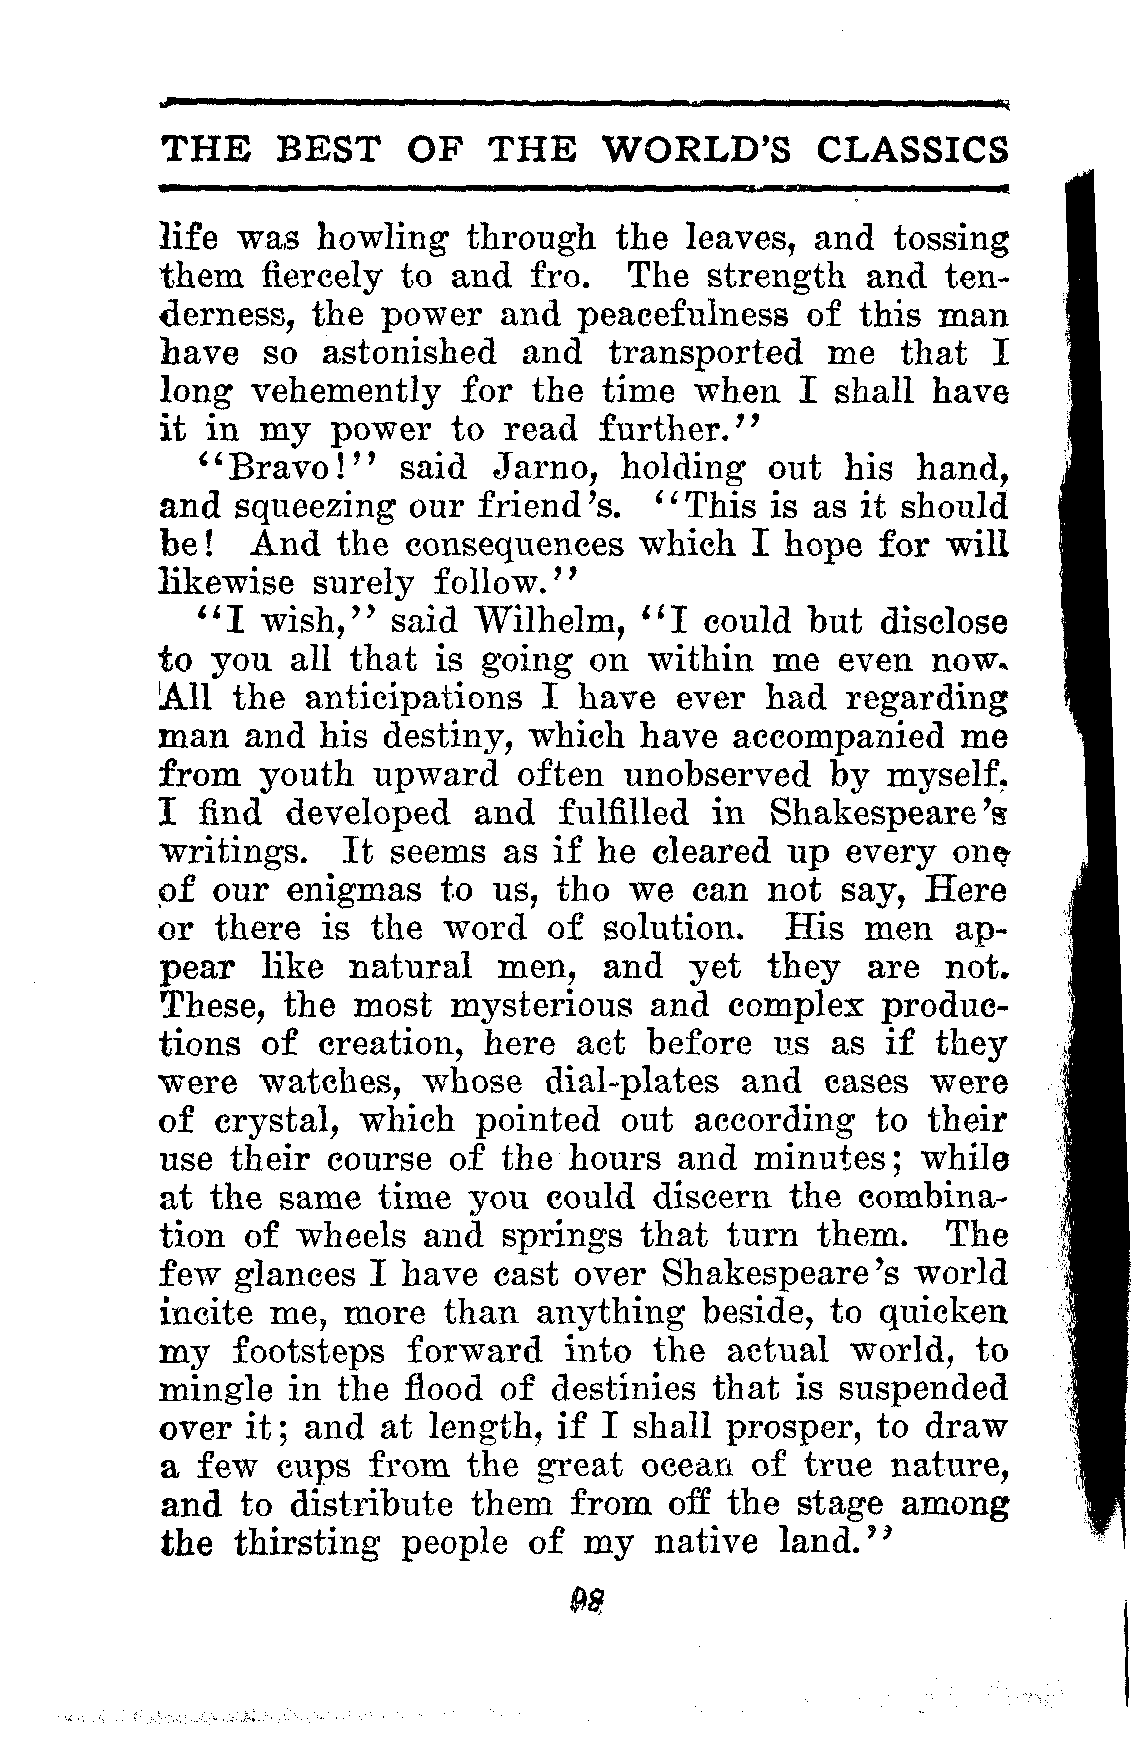 THE BEST OF THE WORLD'S CLASSICS
life was howling through the leaves, and tossing
them fiercely to and fro. The strength and ten-
derness, the power and peacefulness of this man
have so astonished and transported me that I
long vehemently for the time when I shall have
it in my power to read further."
"Bravo!" said Jarno, holding out his hand,
and squeezing our friend's. "This is as it should
be! And the consequences which I hope for will
likewise surely follow."
"I wish," said Wilhelm, "I could but disclose
to you all that is going on within me even now.
All the anticipations I have ever had regarding
man and his destiny, which have accompanied me
from youth upward often unobserved by myself,
I find developed and fulfilled in Shakespeare's
writings. It seems as if he cleared up every one
of our enigmas to us, tho we can not say, Here
or there is the word of solution. His men ap-
pear like natural men, and yet they are not.
These, the most mysterious and complex produc-
tions of creation, here act before us as if they
were watches, whose dial-plates and cases were
of crystal, which pointed out according to their
use their course of the hours and minutes; while
at the same time you could discern the combina-
tion of wheels and springs that turn them. The
few glances I have cast over Shakespeare's world
incite me, more than anything beside, to quicken
my footsteps forward into the actual world, to
mingle in the flood of destinies that is suspended
over it; and at length, if I shall prosper, to draw
a few cups from the great ocean of true nature,
and to distribute them from off the stage among
the thirsting people of my native land."
98